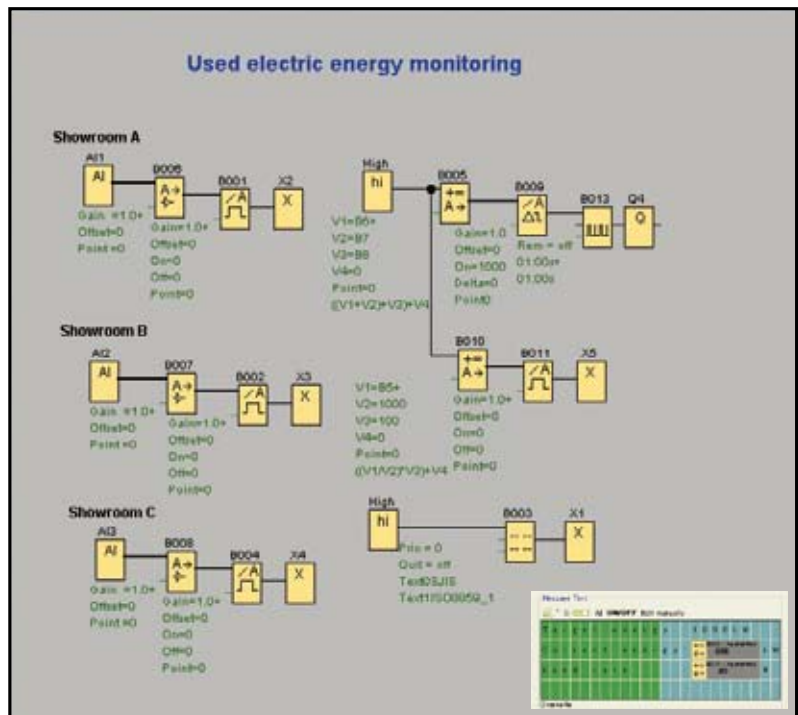 Used electric energy monitoring
Showroom A
AI1
AI
Gain =1.0+
Offset=0
Point=0
B006
A→
Gain=1.0+
Offset=0
On=0
Off=0
Point=0
B001
/A
X2
X
High
hi
V1=B6+
V2=B7
V3=B8
V4=0
Point=0
((V1+V2)+V3)+V4
B005
+=
A→
Gain=1.0
Offset=0
On=1000
Delta=0
Point0
B009
/A
Rem = off
01:00s+
01:00s
B013
Q4
Q
Showroom B
AI2
AI
Gain =1.0+
Offset=0
Point=0
B007
A→
Gain=1.0+
Offset=0
On=0
Off=0
Point=0
B002
/A
X3
X
V1=B5+
V2=1000
V3=100
V4=0
Point=0
((V1/V2)*V3)+V4
B010
+=
A→
Gain=1.0+
Offset=0
On=0
Off=0
Point=0
B011
/A
X5
X
Showroom C
AI3
AI
Gain =1.0+
Offset=0
Point=0
B008
A→
Gain=1.0+
Offset=0
On=0
Off=0
Point=0
B004
/A
X4
X
High
hi
Prio = 0
Quit = off
B003
X1
X
Message Text